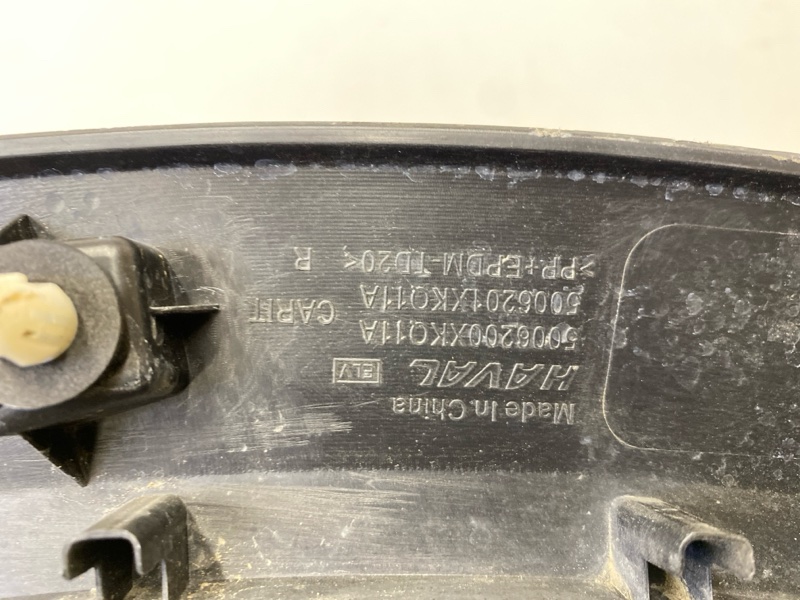 Made In China
HAVAL ELV
5006200XKQ11A
5006201XKQ11A CARIT
>PP+EPDM-TD20< R